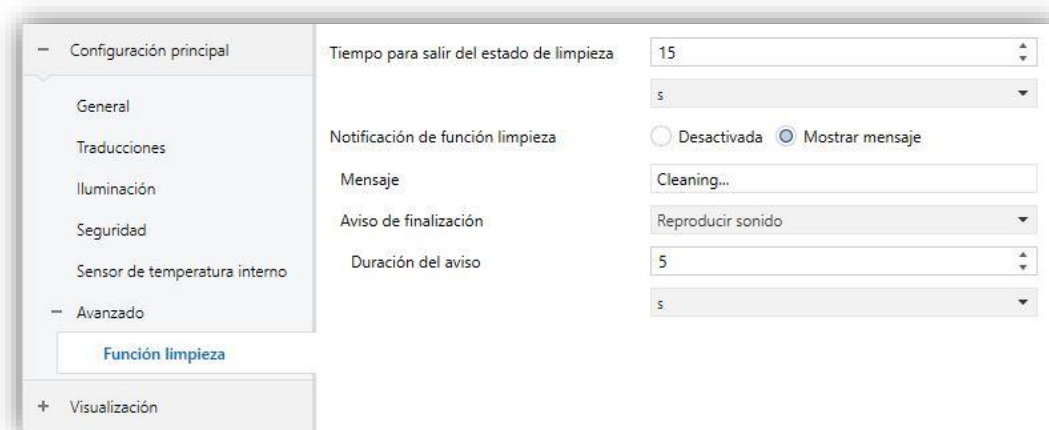 Configuración principal
General
Traducciones
Iluminación
Seguridad
Sensor de temperatura interno
Avanzado
Función limpieza
Visualización
Tiempo para salir del estado de limpieza 15
s
Notificación de función limpieza Desactivada Mostrar mensaje
Mensaje Cleaning...
Aviso de finalización Reproducir sonido
Duración del aviso 5
s